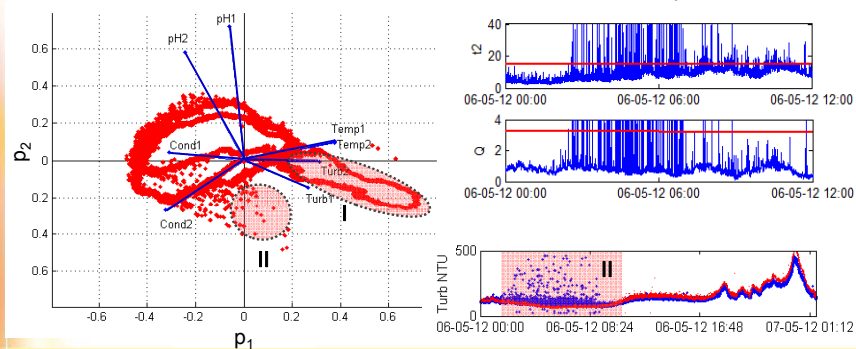 pH1
pH2
0.6
0.4
0.2
0
0.2
0.4
0.6
p2
Temp1
Temp2
Cond1
Turb2
Turb1
Cond2
I
II
-0.6 -0.4 -0.2 0 0.2 0.4 0.6
p1
t2
40
20
0
06-05-12 00:00 06-05-12 06:00 06-05-12 12:00
Q
4
2
0
06-05-12 00:00 06-05-12 06:00 06-05-12 12:00
Turb NTU
500
0
II
06-05-12 00:00 06-05-12 08:24 06-05-12 16:48 07-05-12 01:12